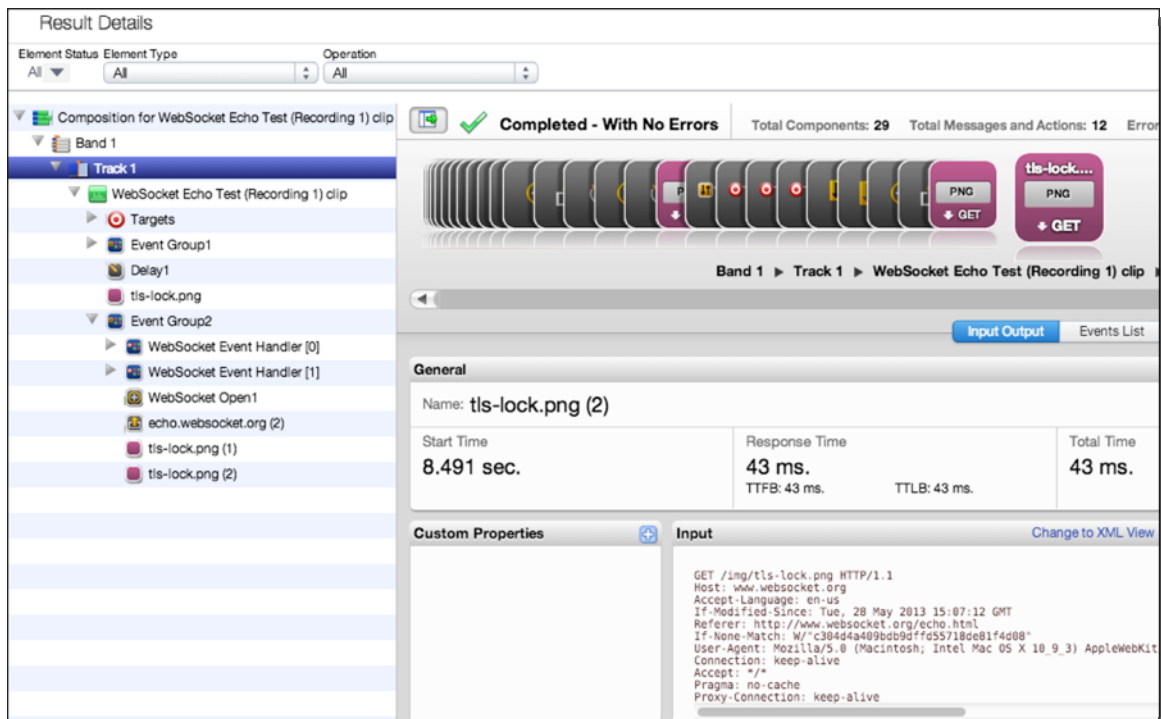 Result Details
Element Status Element Type Operation
All All All
Composition for WebSocket Echo Test (Recording 1) clip
Band 1
Track 1
WebSocket Echo Test (Recording 1) clip
Targets
Event Group1
Delay1
tls-lock.png
Event Group2
WebSocket Event Handler [0]
WebSocket Event Handler [1]
WebSocket Open1
echo.websocket.org (2)
tls-lock.png (1)
tls-lock.png (2)
Completed - With No Errors Total Components: 29 Total Messages and Actions: 12 Error
P
PNG
GET
tls-lock....
PNG
GET
Band 1 ▶ Track 1 ▶ WebSocket Echo Test (Recording 1) clip
Input Output Events List
General
Name: tls-lock.png (2)
Start Time Response Time Total Time
8.491 sec. 43 ms. 43 ms.
TTFB: 43 ms. TTLB: 43 ms.
Custom Properties
Input Change to XML View
GET /img/tls-lock.png HTTP/1.1
Host: www.websocket.org
Accept-Language: en-us
If-Modified-Since: Tue, 28 May 2013 15:07:12 GMT
Referer: http://www.websocket.org/echo.html
If-None-Match: W/"c304d4a409bdb9dffd55718de81f4d08"
User-Agent: Mozilla/5.0 (Macintosh; Intel Mac OS X 10_9_3) AppleWebKit
Connection: keep-alive
Accept: */*
Pragma: no-cache
Proxy-Connection: keep-alive